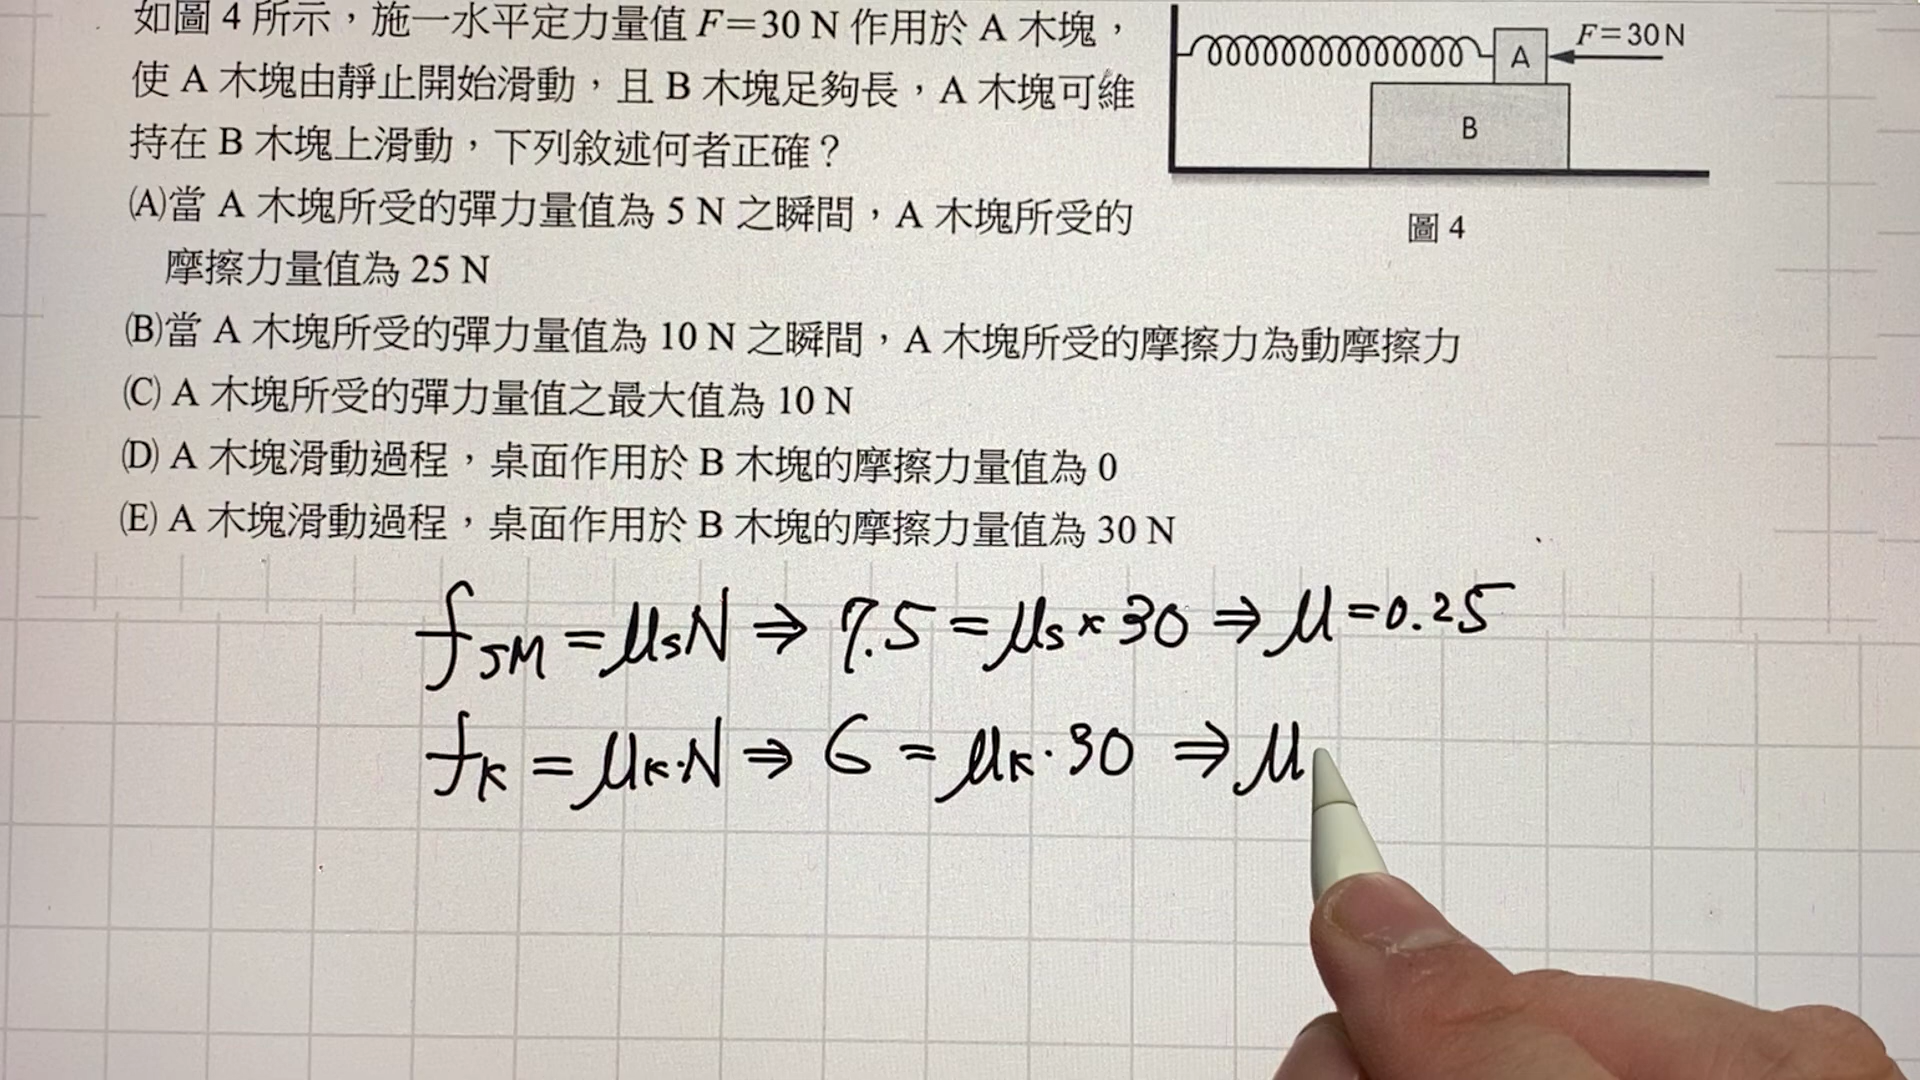 如圖 4 所示，施一水平定力量值 F＝30 N 作用於 A 木塊，
使 A 木塊由靜止開始滑動，且 B 木塊足夠長，A 木塊可維
持在 B 木塊上滑動，下列敘述何者正確？
(A)當 A 木塊所受的彈力量值為 5 N 之瞬間，A 木塊所受的
摩擦力量值為 25 N
(B)當 A 木塊所受的彈力量值為 10 N 之瞬間，A 木塊所受的摩擦力為動摩擦力
(C) A 木塊所受的彈力量值之最大值為 10 N
(D) A 木塊滑動過程，桌面作用於 B 木塊的摩擦力量值為 0
(E) A 木塊滑動過程，桌面作用於 B 木塊的摩擦力量值為 30 N
A
F＝30 N
B
圖 4
fsM = μsN ⇒ 7.5 = μs × 30 ⇒ μ = 0.25
fK = μK·N ⇒ 6 = μK·30 ⇒ μ